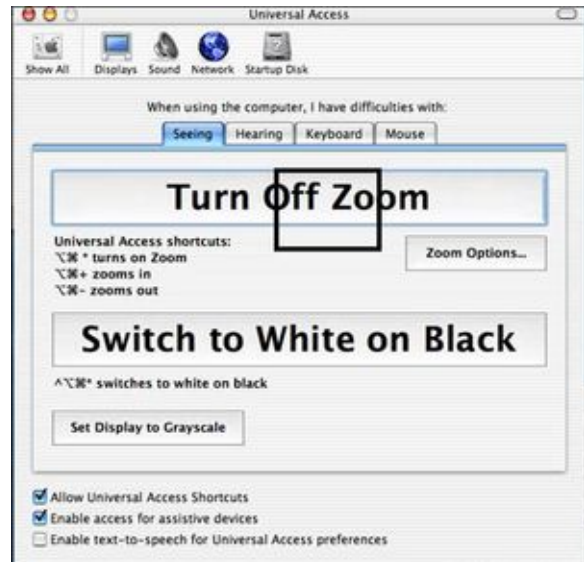 Universal Access
Show All Displays Sound Network Startup Disk
When using the computer, I have difficulties with:
Seeing Hearing Keyboard Mouse
Turn Off Zoom
Universal Access shortcuts:
⌥⌘ * turns on Zoom
⌥⌘+ zooms in
⌥⌘- zooms out
Zoom Options...
Switch to White on Black
^⌥⌘* switches to white on black
Set Display to Grayscale
Allow Universal Access Shortcuts
Enable access for assistive devices
Enable text-to-speech for Universal Access preferences